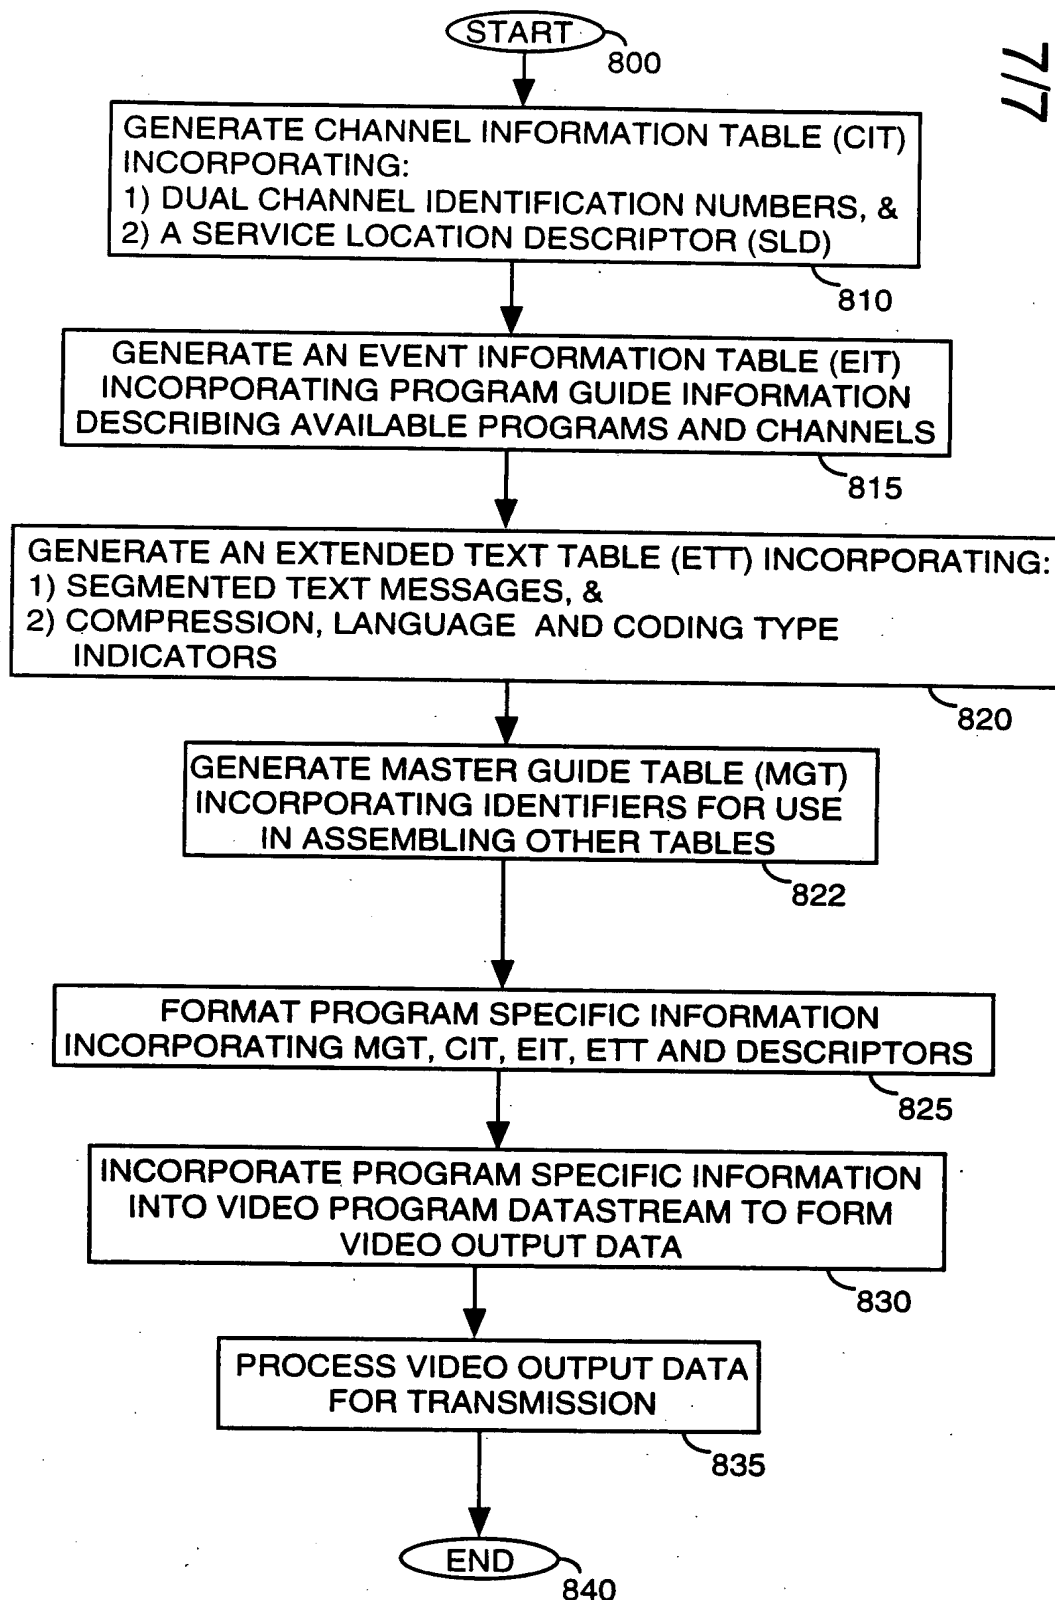 START
800
7/7
GENERATE CHANNEL INFORMATION TABLE (CIT)
INCORPORATING:
1) DUAL CHANNEL IDENTIFICATION NUMBERS, &
2) A SERVICE LOCATION DESCRIPTOR (SLD)
810
GENERATE AN EVENT INFORMATION TABLE (EIT)
INCORPORATING PROGRAM GUIDE INFORMATION
DESCRIBING AVAILABLE PROGRAMS AND CHANNELS
815
GENERATE AN EXTENDED TEXT TABLE (ETT) INCORPORATING:
1) SEGMENTED TEXT MESSAGES, &
2) COMPRESSION, LANGUAGE AND CODING TYPE
INDICATORS
820
GENERATE MASTER GUIDE TABLE (MGT)
INCORPORATING IDENTIFIERS FOR USE
IN ASSEMBLING OTHER TABLES
822
FORMAT PROGRAM SPECIFIC INFORMATION
INCORPORATING MGT, CIT, EIT, ETT AND DESCRIPTORS
825
INCORPORATE PROGRAM SPECIFIC INFORMATION
INTO VIDEO PROGRAM DATASTREAM TO FORM
VIDEO OUTPUT DATA
830
PROCESS VIDEO OUTPUT DATA
FOR TRANSMISSION
835
END
840